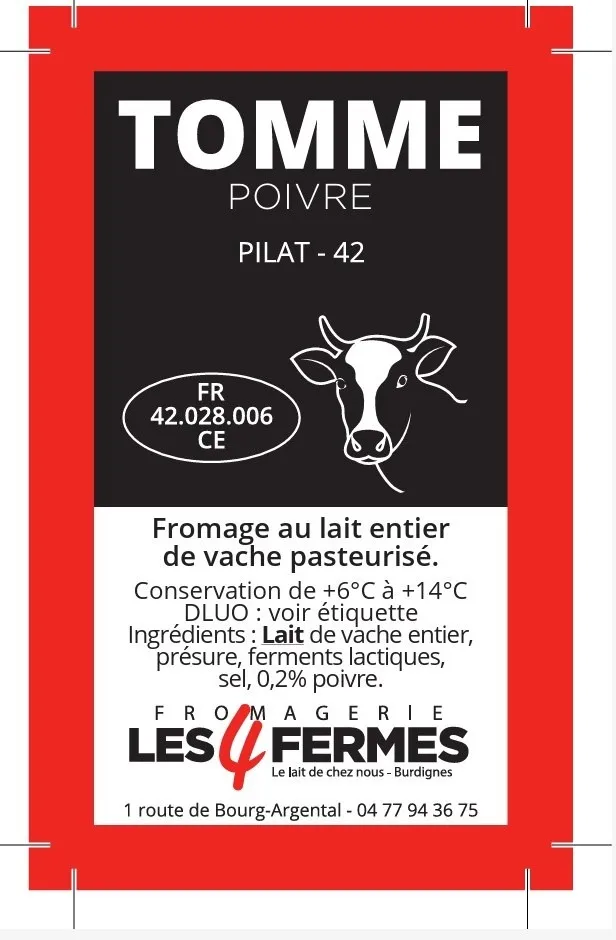 TOMME
POIVRE
PILAT - 42
FR
42.028.006
CE
Fromage au lait entier
de vache pasteurisé.
Conservation de +6°C à +14°C
DLUO : voir étiquette
Ingrédients : Lait de vache entier,
présure, ferments lactiques,
sel, 0,2% poivre.
FROMAGERIE
LES 4 FERMES
Le lait de chez nous - Burdignes
1 route de Bourg-Argental - 04 77 94 36 75